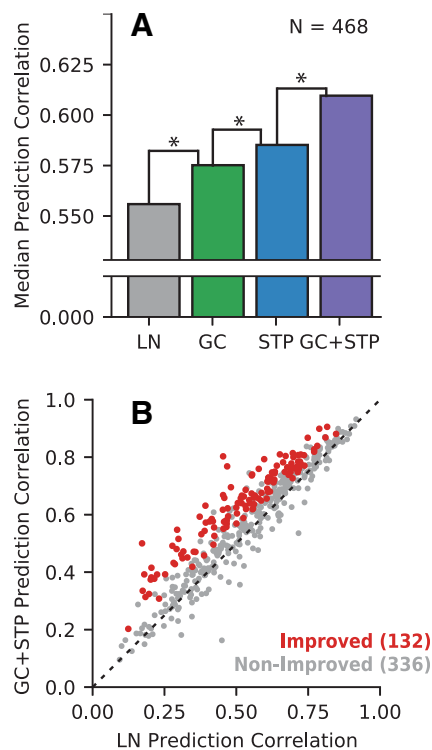 A
N = 468
Median Prediction Correlation
0.625
0.600
0.575
0.550
0.000
*
*
*
LN GC STP GC+STP
B
GC+STP Prediction Correlation
1.0
0.8
0.6
0.4
0.2
0.0
Improved (132)
Non-Improved (336)
0.00 0.25 0.50 0.75 1.00
LN Prediction Correlation